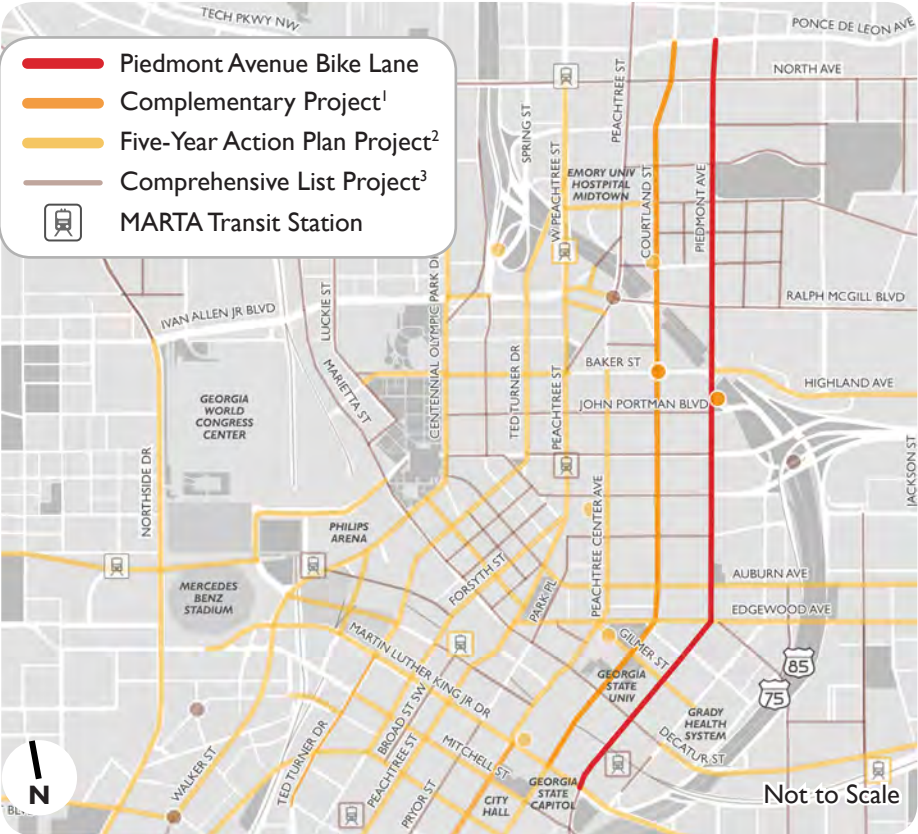 TECH PKWY NW
PONCE DE LEON AVE
Piedmont Avenue Bike Lane
Complementary Project¹
Five-Year Action Plan Project²
Comprehensive List Project³
MARTA Transit Station
NORTH AVE
SPRING ST
PEACHTREE ST
W PEACHTREE ST
EMORY UNIV
HOSTPITAL
MIDTOWN
COURTLAND ST
PIEDMONT AVE
RALPH MCGILL BLVD
IVAN ALLEN JR BLVD
LUCKIE ST
CENTENNIAL OLYMPIC PARK D
MARIETTA ST
TED TURNER DR
PEACHTREE ST
BAKER ST
HIGHLAND AVE
JOHN PORTMAN BLVD
GEORGIA
WORLD
CONGRESS
CENTER
NORTHSIDE DR
JACKSON ST
PEACHTREE CENTER AVE
PHILIPS
ARENA
FORSYTH ST
PARK PL
AUBURN AVE
EDGEWOOD AVE
MERCEDES
BENZ
STADIUM
MARTIN LUTHER KING JR DR
GILMER ST
GEORGIA
STATE
UNIV
85
75
GRADY
HEALTH
SYSTEM
DECATUR ST
BROAD ST SW
MITCHELL ST
WALKER ST
TED TURNER DR
PEACHTREE ST
PRYOR ST
CITY
HALL
GEORGIA
STATE
CAPITOL
N
Not to Scale